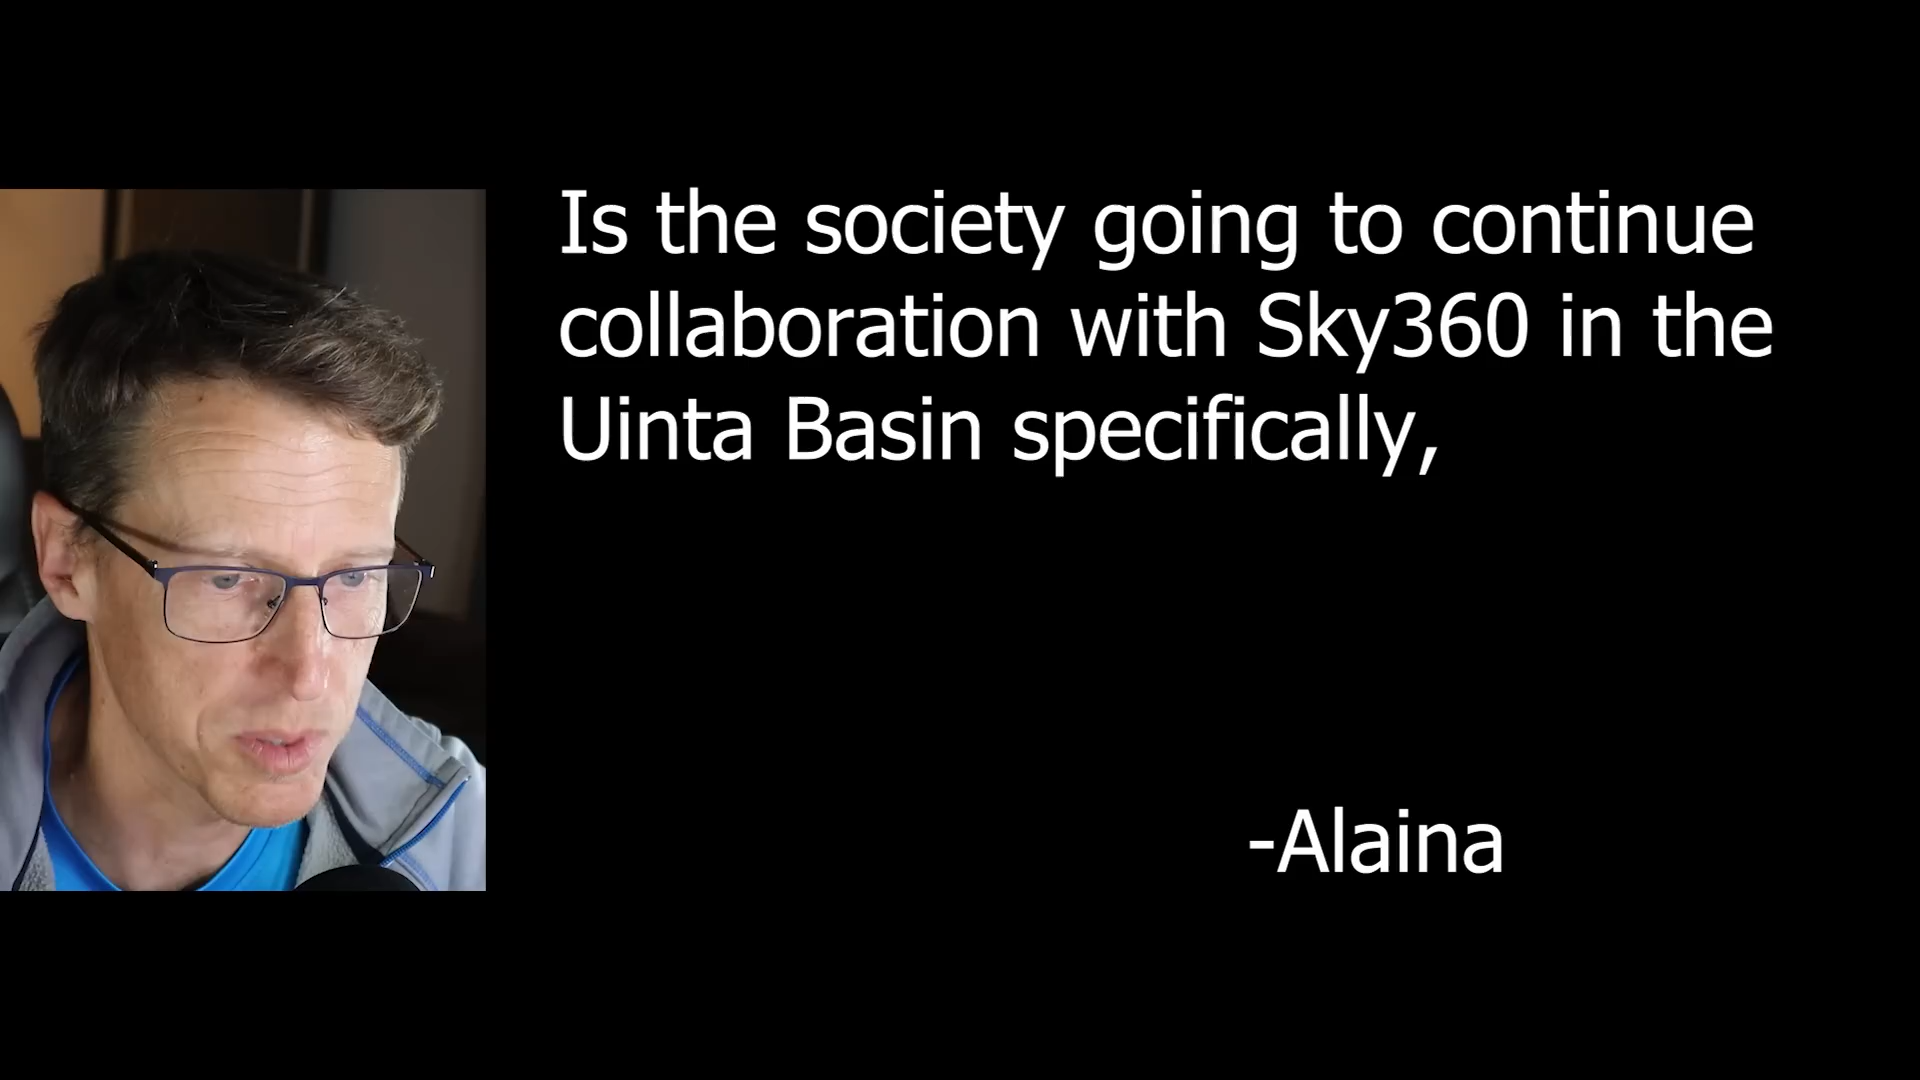 Is the society going to continue
collaboration with Sky360 in the
Uinta Basin specifically,
-Alaina